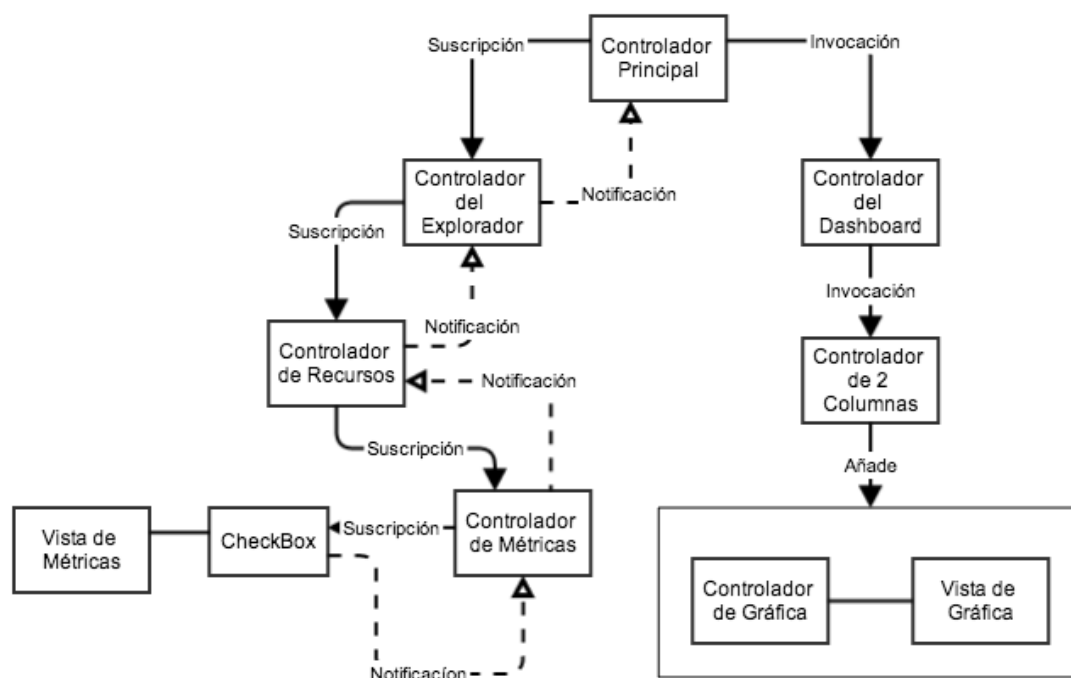 Suscripción
Controlador
Principal
Invocación
Controlador
del
Explorador
Notificación
Controlador
del
Dashboard
Suscripción
Invocación
Notificación
Controlador
de Recursos
Notificación
Controlador
de 2
Columnas
Suscripción
Añade
Vista de
Métricas
CheckBox
Suscripción
Controlador
de Métricas
Controlador
de Gráfica
Vista de
Gráfica
Notificacíon